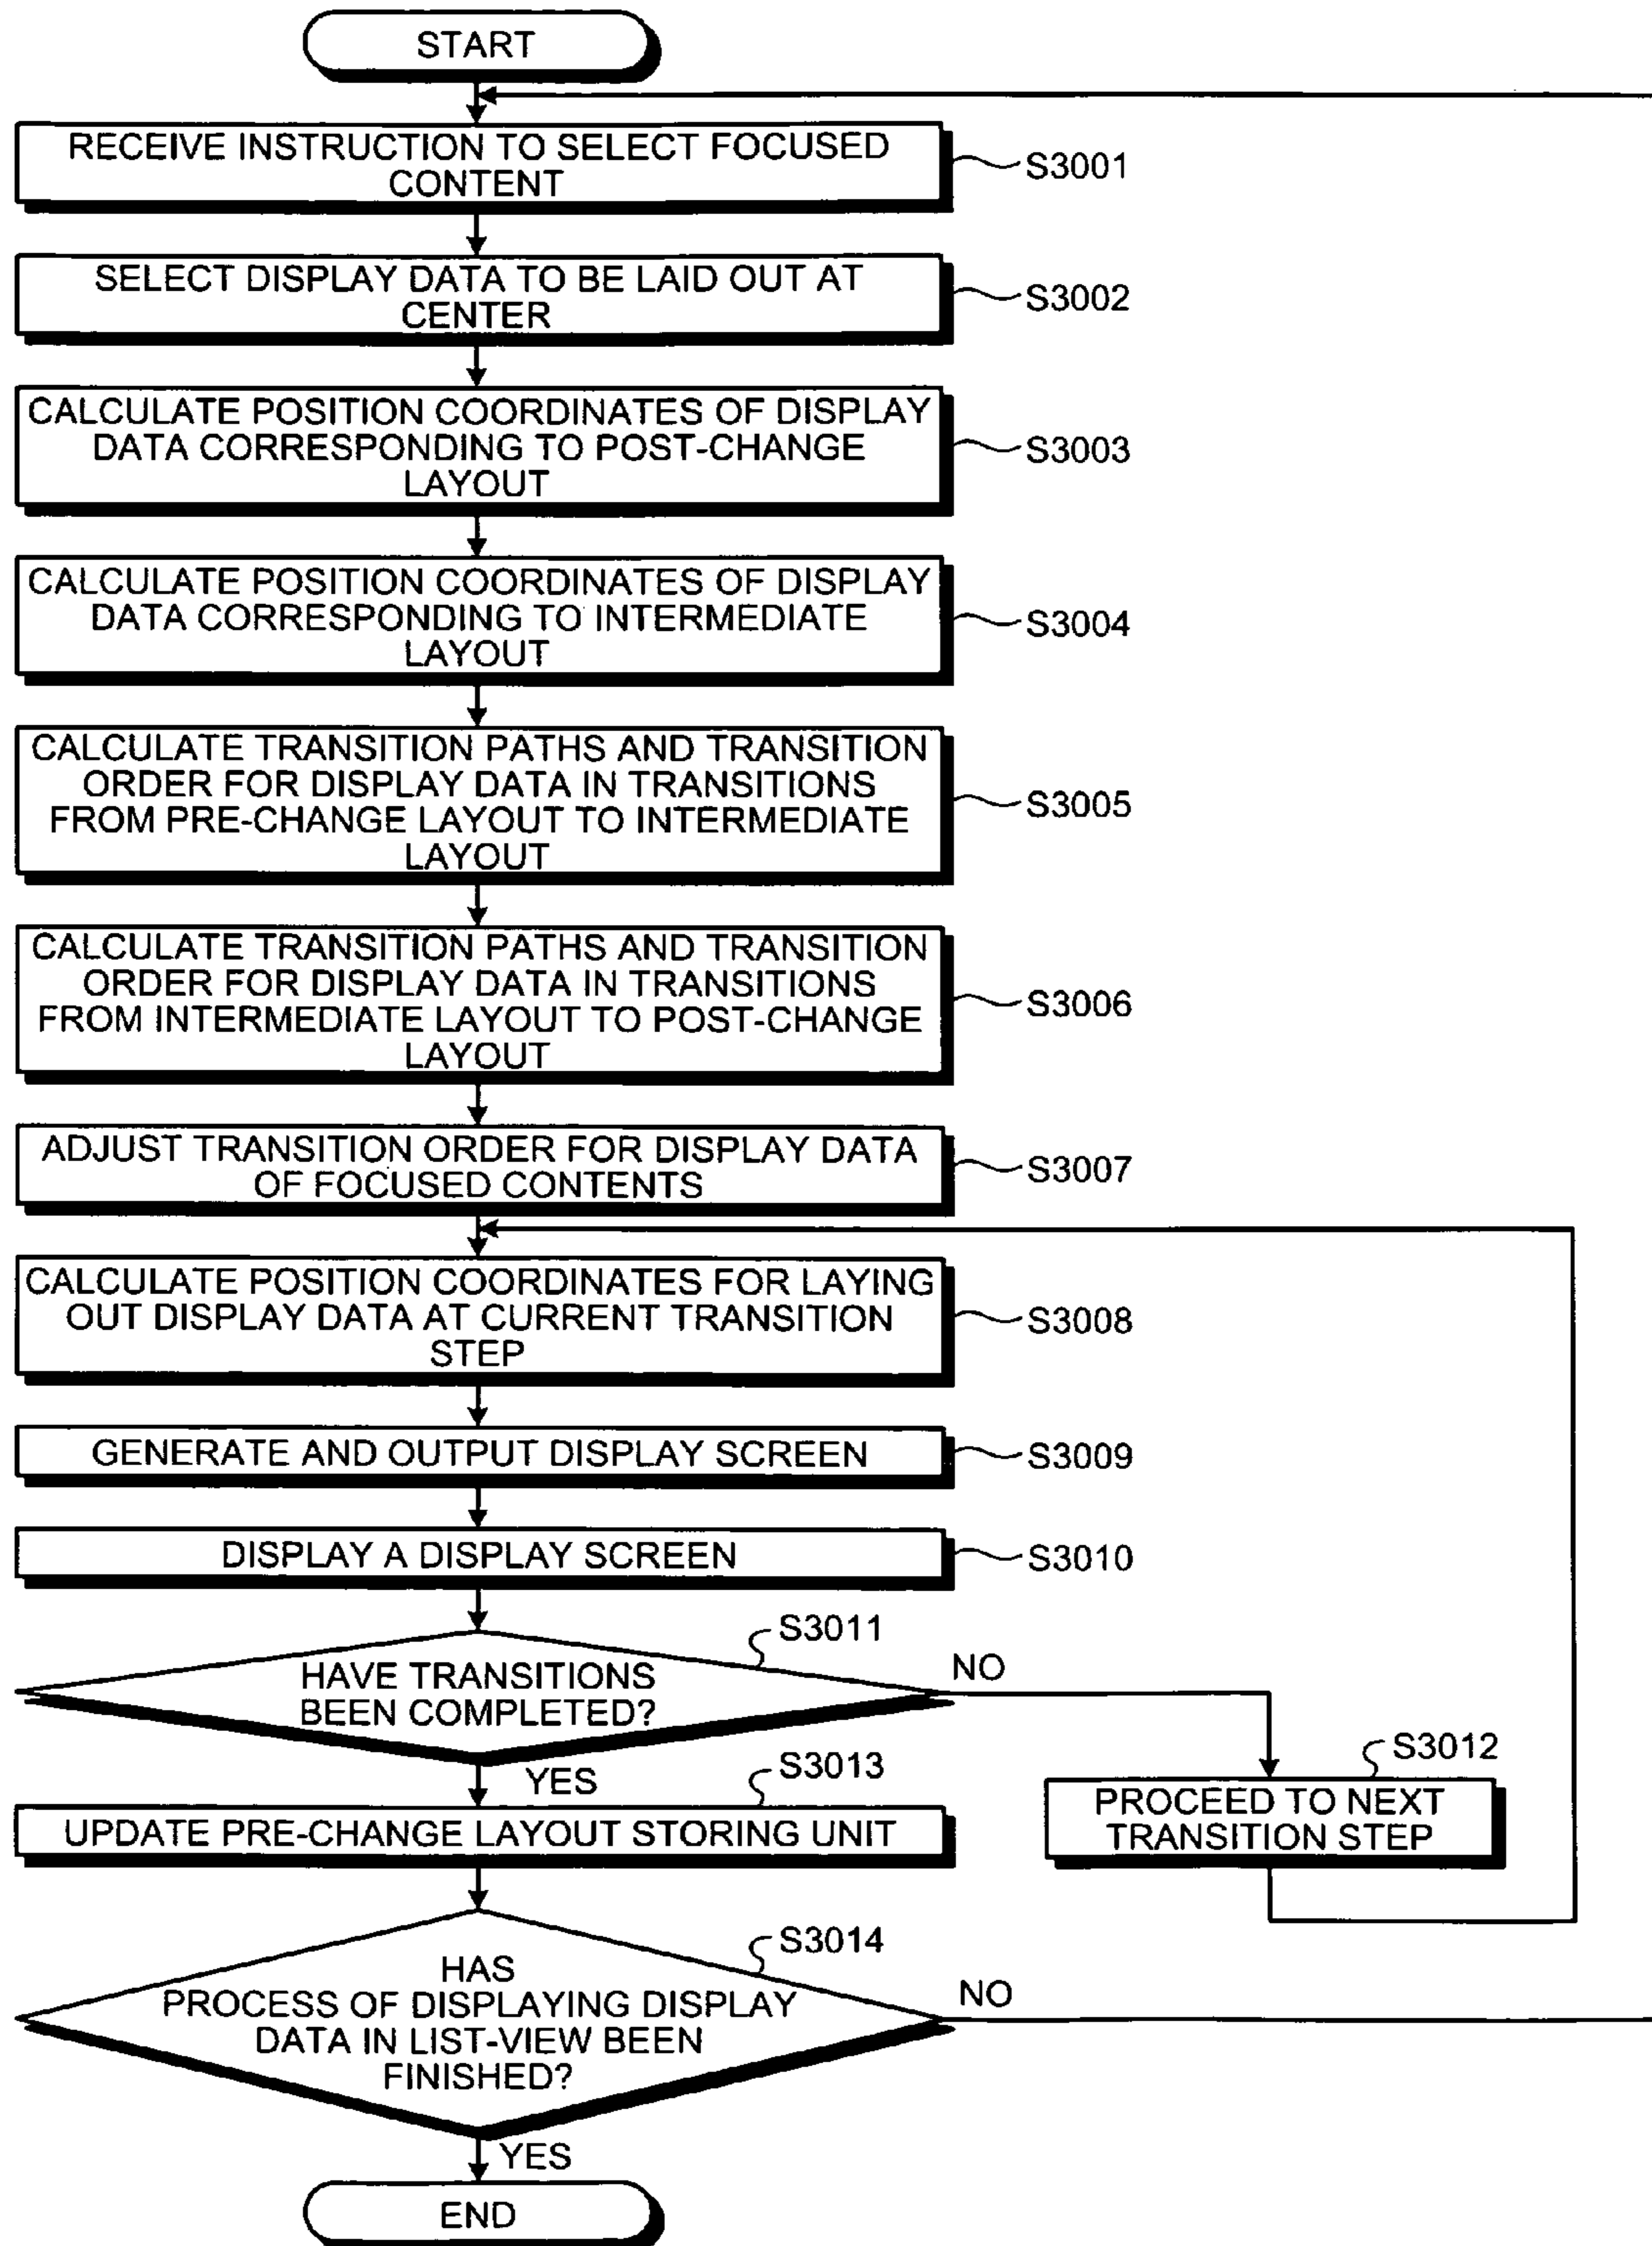 START
RECEIVE INSTRUCTION TO SELECT FOCUSED
CONTENT
S3001
SELECT DISPLAY DATA TO BE LAID OUT AT
CENTER
S3002
CALCULATE POSITION COORDINATES OF DISPLAY
DATA CORRESPONDING TO POST-CHANGE
LAYOUT
S3003
CALCULATE POSITION COORDINATES OF DISPLAY
DATA CORRESPONDING TO INTERMEDIATE
LAYOUT
S3004
CALCULATE TRANSITION PATHS AND TRANSITION
ORDER FOR DISPLAY DATA IN TRANSITIONS
FROM PRE-CHANGE LAYOUT TO INTERMEDIATE
LAYOUT
S3005
CALCULATE TRANSITION PATHS AND TRANSITION
ORDER FOR DISPLAY DATA IN TRANSITIONS
FROM INTERMEDIATE LAYOUT TO POST-CHANGE
LAYOUT
S3006
ADJUST TRANSITION ORDER FOR DISPLAY DATA
OF FOCUSED CONTENTS
S3007
CALCULATE POSITION COORDINATES FOR LAYING
OUT DISPLAY DATA AT CURRENT TRANSITION
STEP
S3008
GENERATE AND OUTPUT DISPLAY SCREEN
S3009
DISPLAY A DISPLAY SCREEN
S3010
S3011
HAVE TRANSITIONS
BEEN COMPLETED?
NO
YES
S3012
PROCEED TO NEXT
TRANSITION STEP
S3013
UPDATE PRE-CHANGE LAYOUT STORING UNIT
S3014
HAS
PROCESS OF DISPLAYING DISPLAY
DATA IN LIST-VIEW BEEN
FINISHED?
NO
YES
END